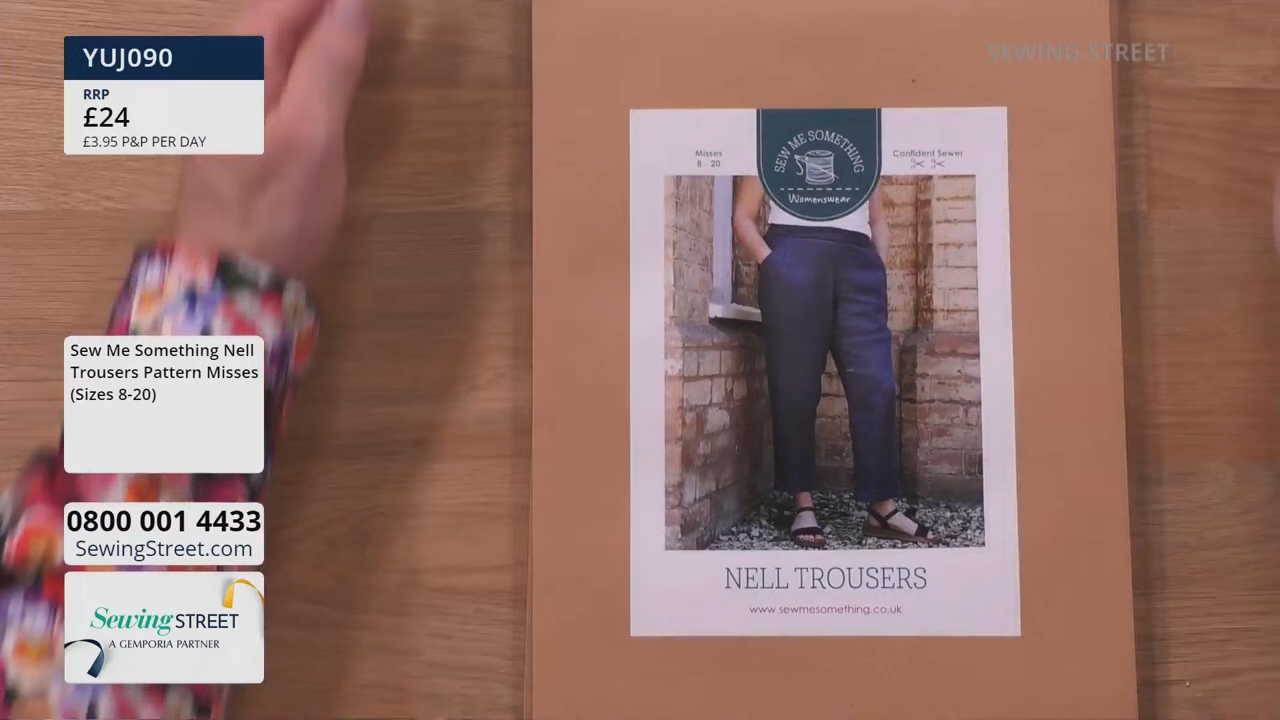 YUJ090
RRP
£24
£3.95 P&P PER DAY
Sew Me Something Nell
Trousers Pattern Misses
(Sizes 8-20)
0800 001 4433
SewingStreet.com
Sewing STREET
A GEMPORIA PARTNER
SEWING STREET
Misses
8 - 20
SEW ME SOMETHING
Womenswear
Confident Sewer
NELL TROUSERS
www.sewmesomething.co.uk